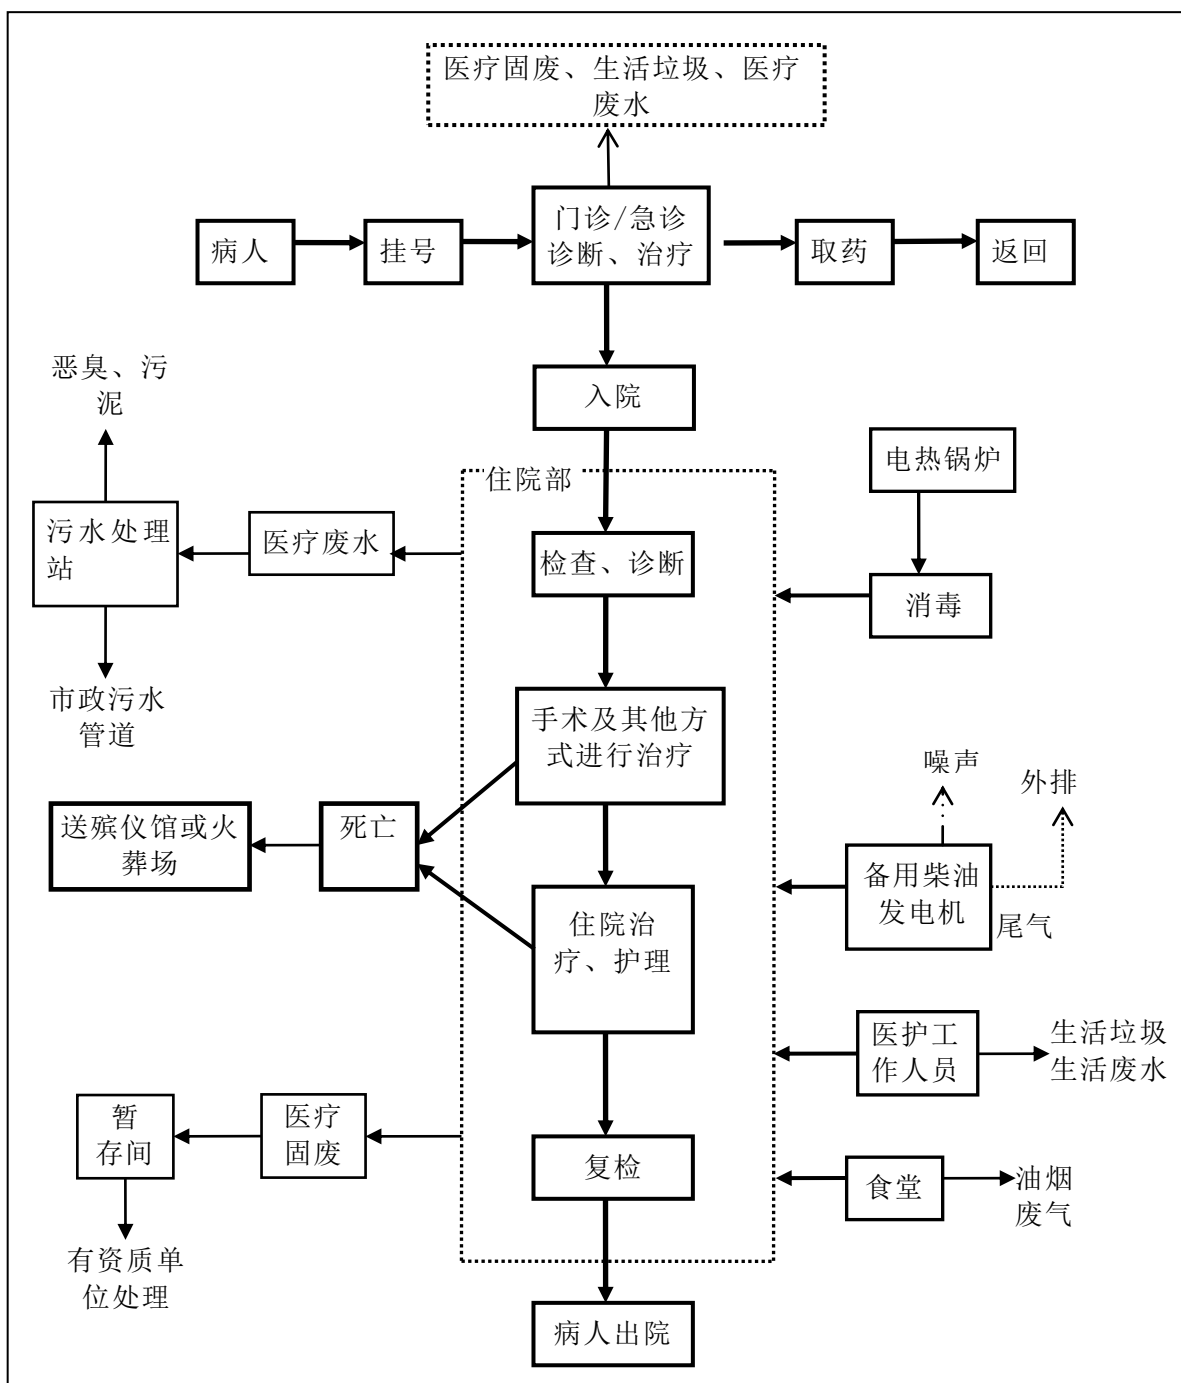 医疗固废、生活垃圾、医疗
废水
病人
挂号
门诊/急诊
诊断、治疗
取药
返回
恶臭、污
泥
入院
电热锅炉
住院部
污水处理
站
医疗废水
检查、诊断
消毒
市政污水
管道
手术及其他方
式进行治疗
噪声
外排
送殡仪馆或火
葬场
死亡
备用柴油
发电机
尾气
住院治
疗、护理
医护工
作人员
生活垃圾
生活废水
暂
存间
医疗
固废
复检
食堂
油烟
废气
有资质单
位处理
病人出院